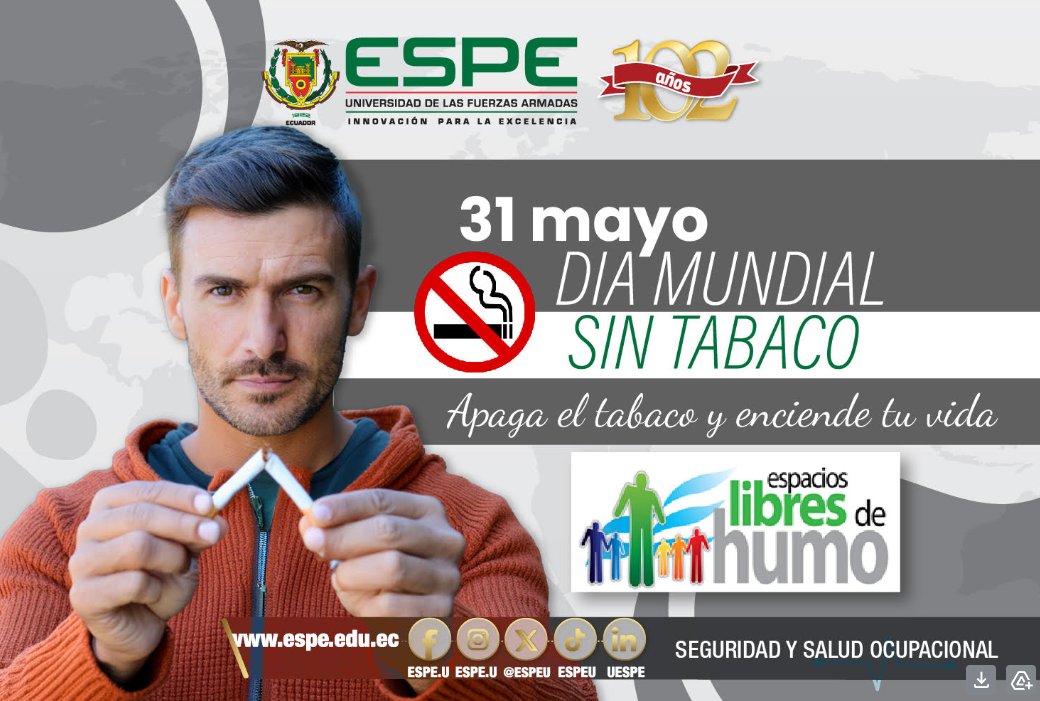 ESPE
UNIVERSIDAD DE LAS FUERZAS ARMADAS
INNOVACIÓN PARA LA EXCELENCIA
1922
ECUADOR
102
años
31 mayo
DIA MUNDIAL
SIN TABACO
Apaga el tabaco y enciende tu vida
espacios
libres de
humo
www.espe.edu.ec
ESPE.U ESPE.U @ESPEU ESPEU UESPE
SEGURIDAD Y SALUD OCUPACIONAL